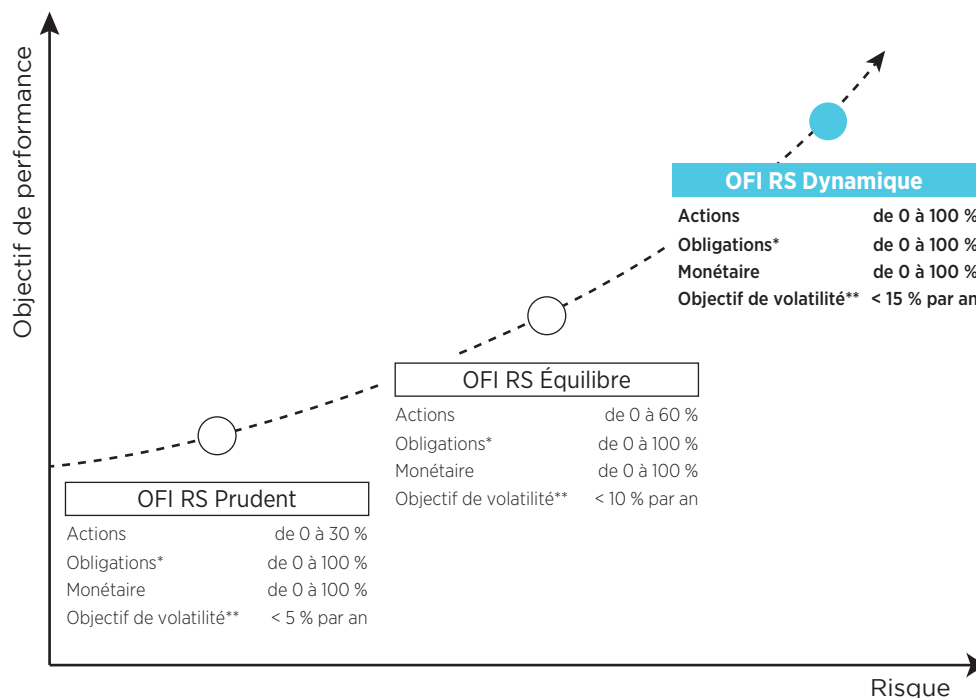 Objectif de performance
OFI RS Dynamique
Actions de 0 à 100 %
Obligations* de 0 à 100 %
Monétaire de 0 à 100 %
Objectif de volatilité** < 15 % par an
OFI RS Équilibre
Actions de 0 à 60 %
Obligations* de 0 à 100 %
Monétaire de 0 à 100 %
Objectif de volatilité** < 10 % par an
OFI RS Prudent
Actions de 0 à 30 %
Obligations* de 0 à 100 %
Monétaire de 0 à 100 %
Objectif de volatilité** < 5 % par an
Risque